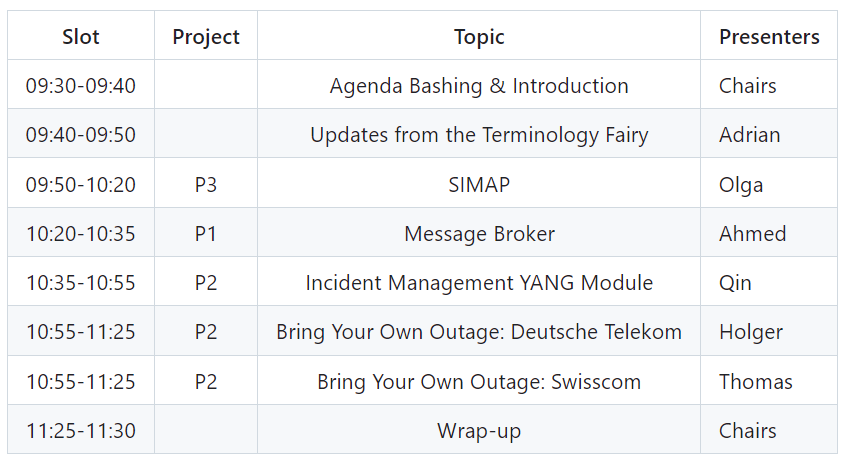 Slot Project Topic Presenters
09:30-09:40 Agenda Bashing & Introduction Chairs
09:40-09:50 Updates from the Terminology Fairy Adrian
09:50-10:20 P3 SIMAP Olga
10:20-10:35 P1 Message Broker Ahmed
10:35-10:55 P2 Incident Management YANG Module Qin
10:55-11:25 P2 Bring Your Own Outage: Deutsche Telekom Holger
10:55-11:25 P2 Bring Your Own Outage: Swisscom Thomas
11:25-11:30 Wrap-up Chairs